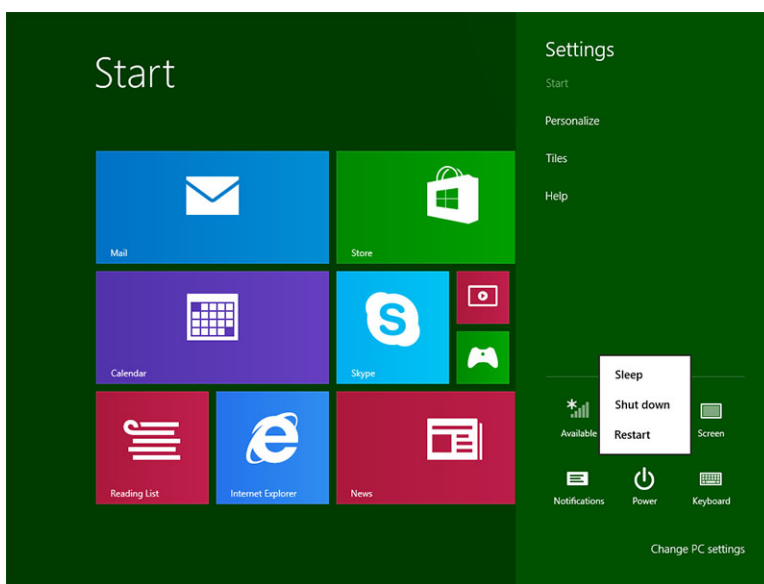 Start
Mail
Store
Calendar
Skype
Reading List
Internet Explorer
News
Settings
Start
Personalize
Tiles
Help
Sleep
Shut down
Restart
Available
Screen
Notifications
Power
Keyboard
Change PC settings